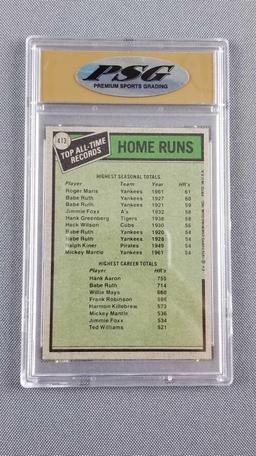 PSG
PREMIUM SPORTS GRADING
413
TOP ALL-TIME
RECORDS
HOME RUNS
HIGHEST SEASONAL TOTALS
Player Team Year HR's
Roger Maris Yankees 1961 61
Babe Ruth Yankees 1927 60
Babe Ruth Yankees 1921 59
Jimmie Foxx A's 1932 58
Hank Greenberg Tigers 1938 58
Hack Wilson Cubs 1930 56
Babe Ruth Yankees 1920 54
Babe Ruth Yankees 1928 54
Ralph Kiner Pirates 1949 54
Mickey Mantle Yankees 1961 54
HIGHEST CAREER TOTALS
Player HR's
Hank Aaron 755
Babe Ruth 714
Willie Mays 660
Frank Robinson 586
Harmon Killebrew 573
Mickey Mantle 536
Jimmie Foxx 534
Ted Williams 521